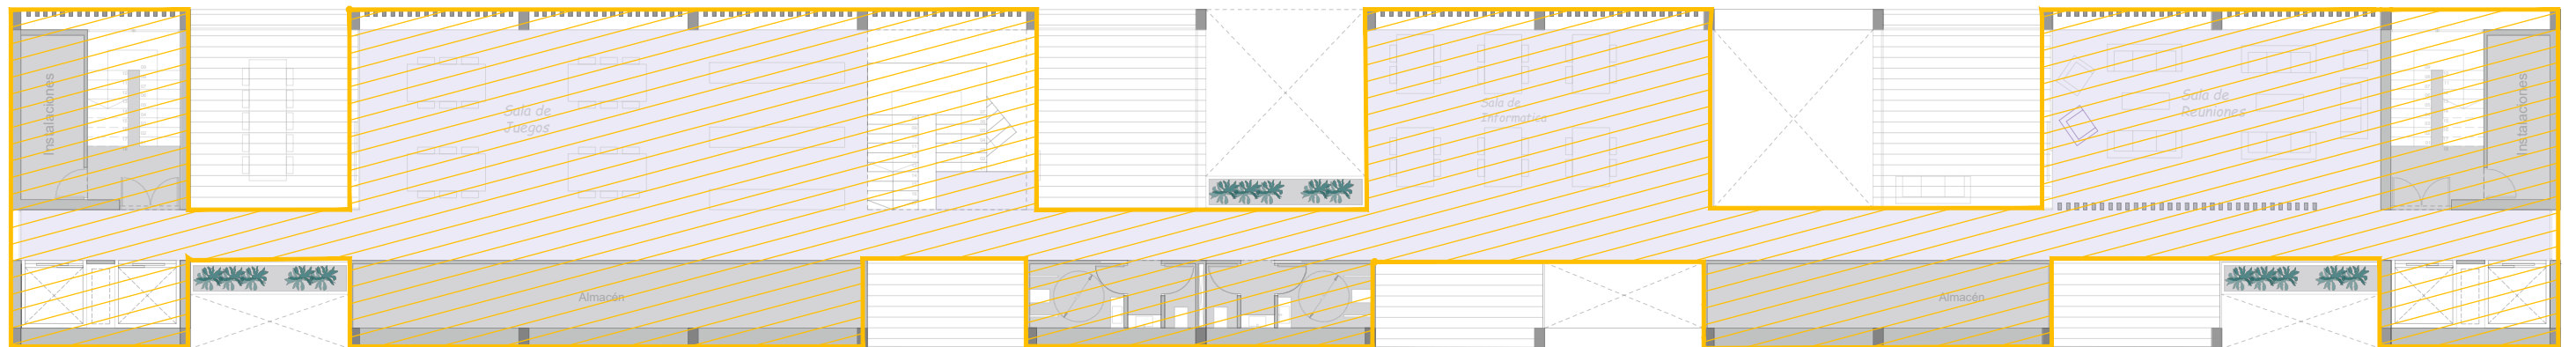 Instalaciones
Sala de
Juegos
Sala de
Informatica
Sala de
Reuniones
Instalaciones
Almacén
Almacén